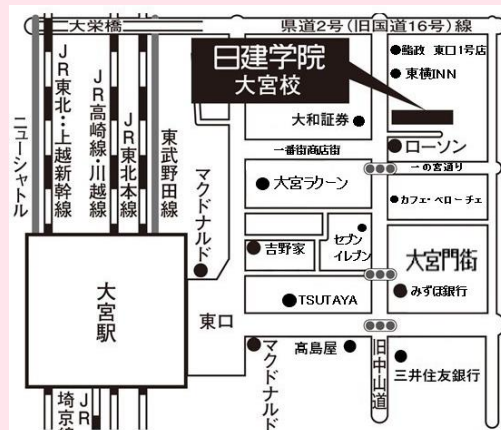 大栄橋
県道2号(旧国道16号)線
日建学院
大宮校
鮨政 東口1号店
東横INN
大和証券
ローソン
一番街商店街
一の宮通り
ニューシャトル
JR東北・上越新幹線
JR高崎線・川越線
JR東北本線
東武野田線
マクドナルド
大宮ラクーン
カフェ・ベローチェ
吉野家
セブン
イレブン
大宮門街
みずほ銀行
大宮駅
東口
TSUTAYA
マクドナルド
高島屋
旧中山道
三井住友銀行
JR
埼京線